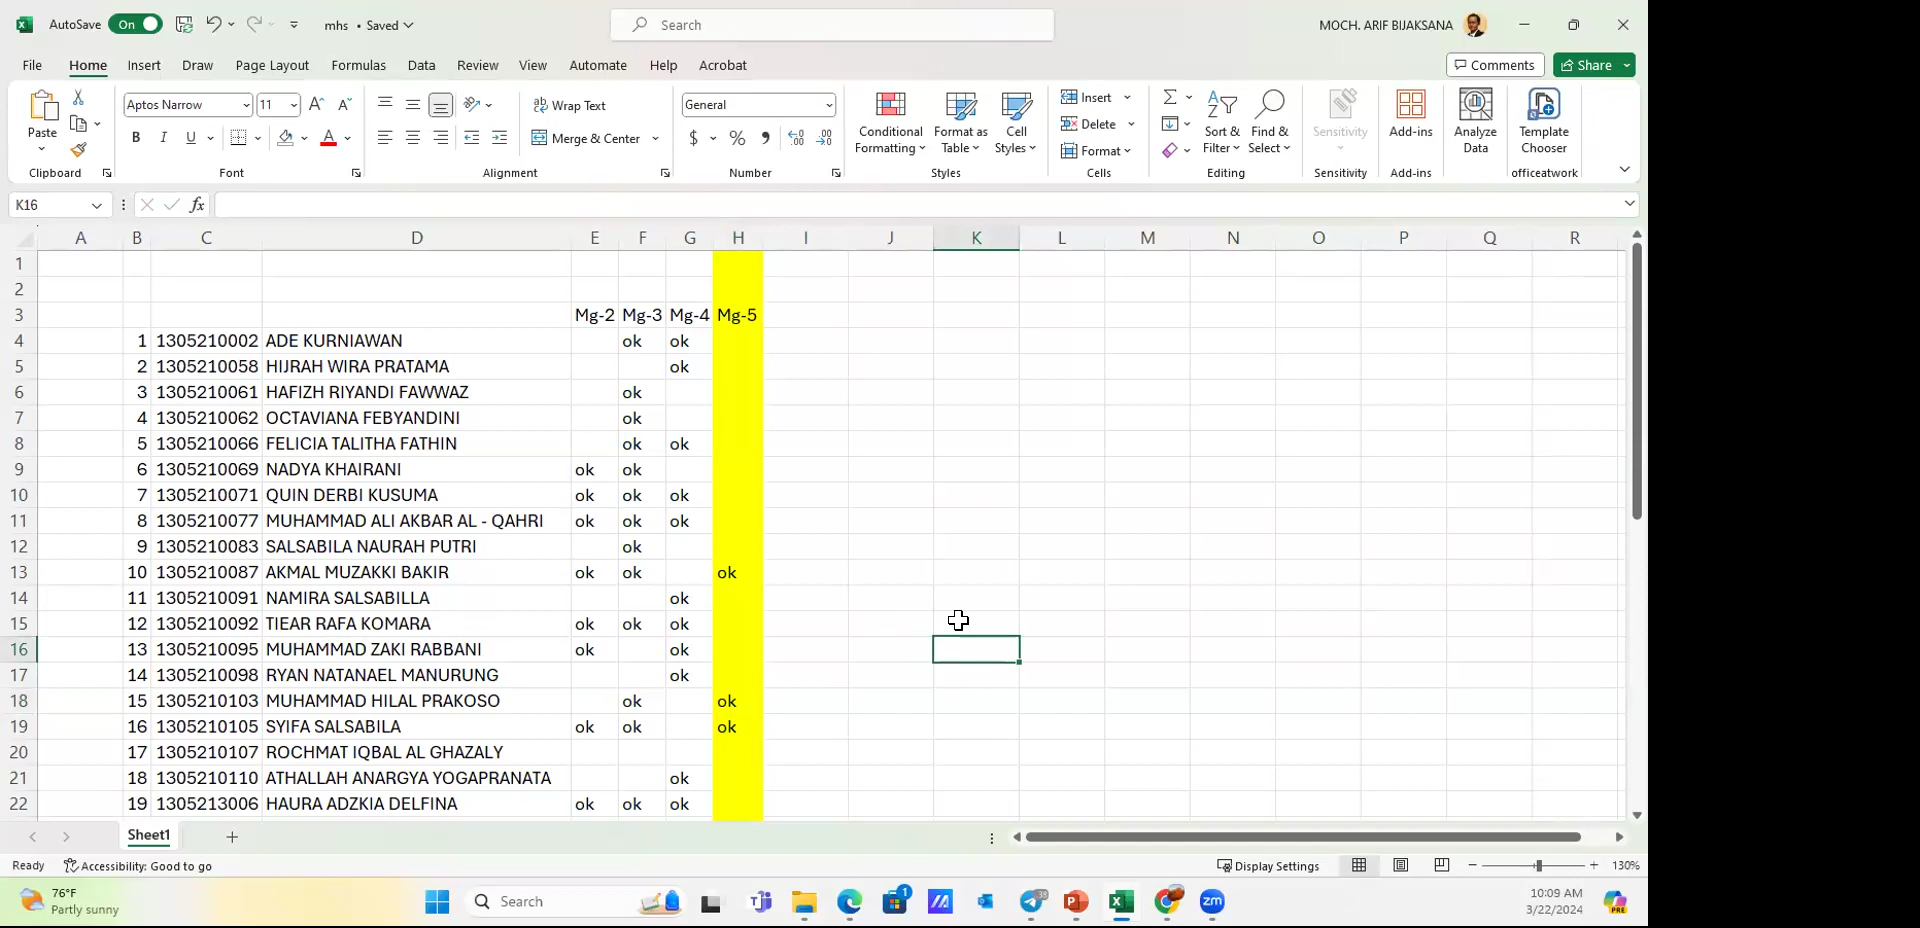 AutoSave On mhs • Saved Search MOCH. ARIF BIJAKSANA
File Home Insert Draw Page Layout Formulas Data Review View Automate Help Acrobat Comments Share
Paste Aptos Narrow 11 Wrap Text General Conditional Formatting Format as Table Cell Styles Insert Sort & Filter Find & Select Sensitivity Add-ins Analyze Data Template Chooser
B I U Merge & Center $ % Delete
Format
Clipboard Font Alignment Number Styles Cells Editing Sensitivity Add-ins officeatwork
K16 fx
A B C D E F G H I J K L M N O P Q R
1
2
3 Mg-2 Mg-3 Mg-4 Mg-5
4 1 1305210002 ADE KURNIAWAN ok ok
5 2 1305210058 HIJRAH WIRA PRATAMA ok
6 3 1305210061 HAFIZH RIYANDI FAWWAZ ok
7 4 1305210062 OCTAVIANA FEBYANDINI ok
8 5 1305210066 FELICIA TALITHA FATHIN ok ok
9 6 1305210069 NADYA KHAIRANI ok ok
10 7 1305210071 QUIN DERBI KUSUMA ok ok ok
11 8 1305210077 MUHAMMAD ALI AKBAR AL - QAHRI ok ok ok
12 9 1305210083 SALSABILA NAURAH PUTRI ok
13 10 1305210087 AKMAL MUZAKKI BAKIR ok ok ok
14 11 1305210091 NAMIRA SALSABILLA ok
15 12 1305210092 TIEAR RAFA KOMARA ok ok ok
16 13 1305210095 MUHAMMAD ZAKI RABBANI ok ok
17 14 1305210098 RYAN NATANAEL MANURUNG ok
18 15 1305210103 MUHAMMAD HILAL PRAKOSO ok ok
19 16 1305210105 SYIFA SALSABILA ok ok ok
20 17 1305210107 ROCHMAT IQBAL AL GHAZALY
21 18 1305210110 ATHALLAH ANARGYA YOGAPRANATA ok
22 19 1305213006 HAURA ADZKIA DELFINA ok ok ok
Sheet1
Ready Accessibility: Good to go Display Settings 130%
76°F
Partly sunny
Search 1 38 zm
10:09 AM
3/22/2024
PRE